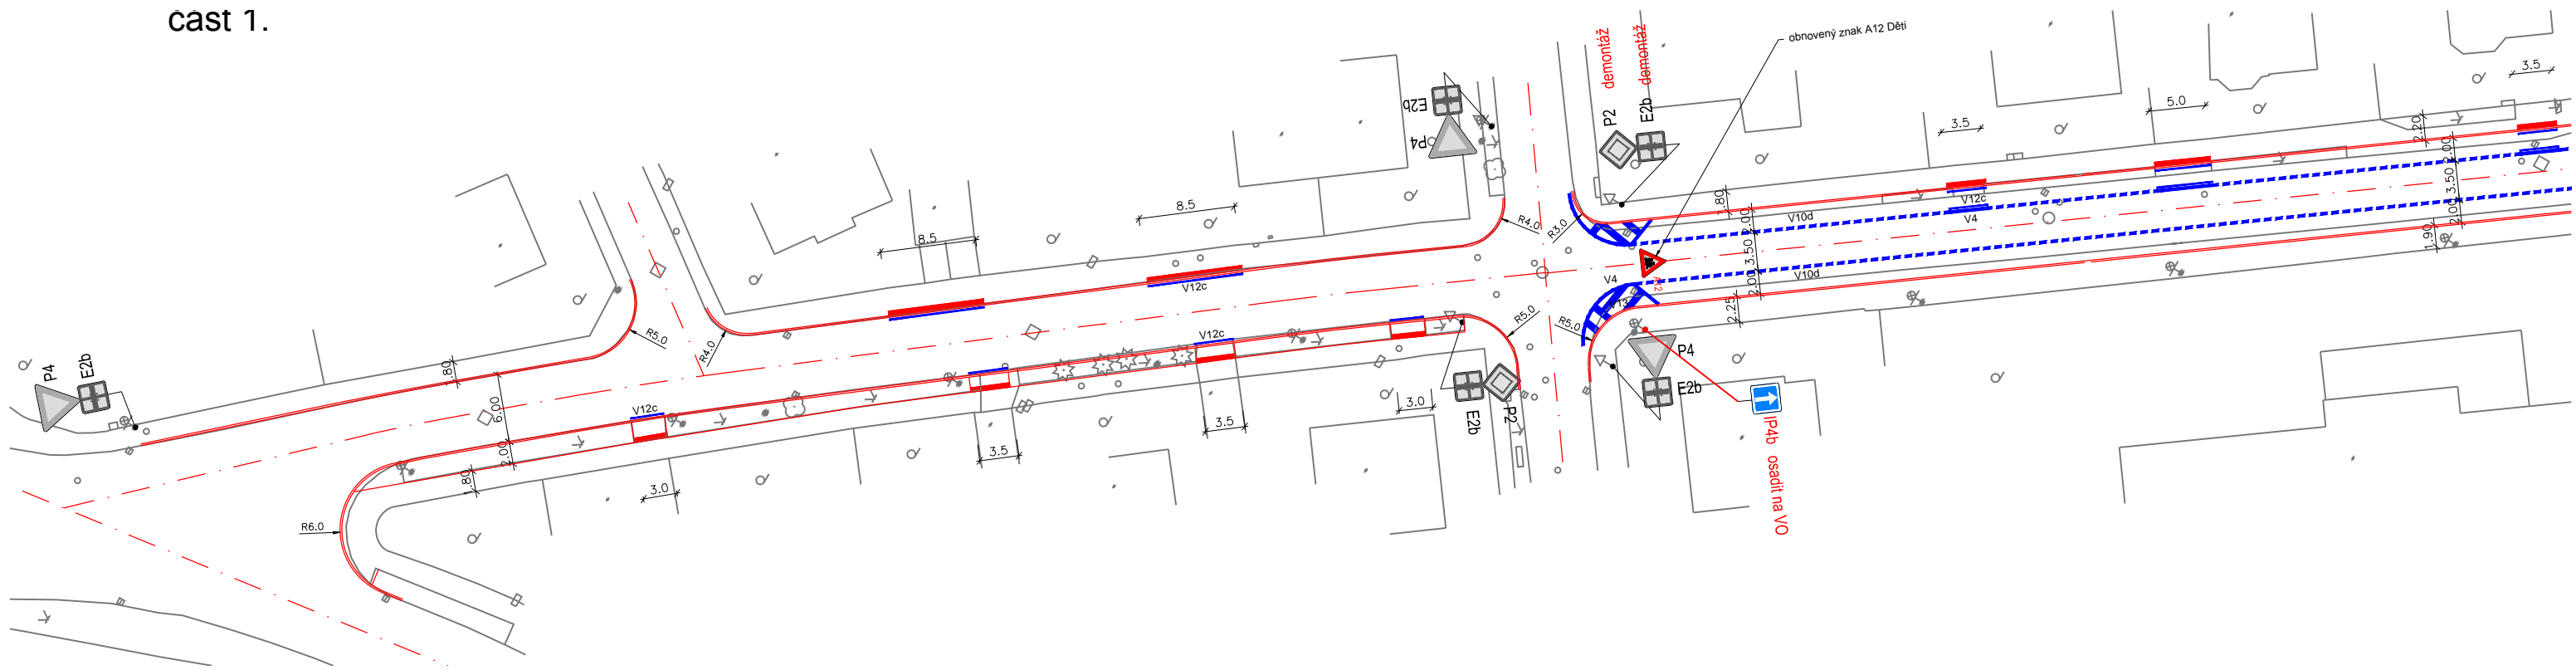 část 1.
obnovený znak A12 Děti
demontáž
demontáž
P2
E2b
E2b
P4
3.5
5.0
3.5
2.20
2.00
3.50
2.00
1.90
8.5
8.5
R4.0
R3.0
1.80
2.00
3.50
2.00
2.25
V10d
V12c
V4
V10d
V4
V13
A12
V12c
R5.0
R4.0
R5.0
R5.0
P4
E2b
P4
E2b
1.80
6.00
2.00
1.80
V12c
V12c
3.0
3.5
3.5
3.0
E2b
P2
IP4b osadit na VO
R6.0